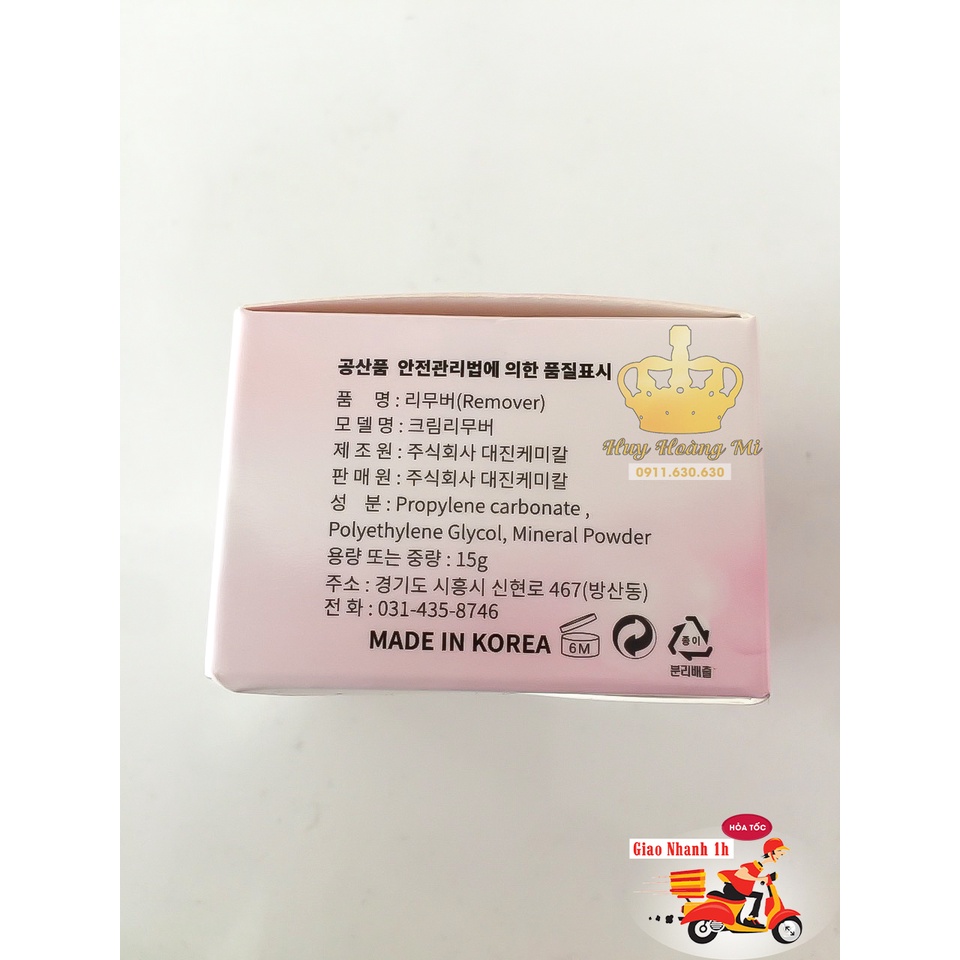 공산품 안전관리법에 의한 품질표시
품 명 : 리무버(Remover)
모 델 명 : 크림리무버
제 조 원 : 주식회사 대진케미칼
판 매 원 : 주식회사 대진케미칼
성 분 : Propylene carbonate ,
Polyethylene Glycol, Mineral Powder
용량 또는 중량 : 15g
주소 : 경기도 시흥시 신현로 467(방산동)
전 화 : 031-435-8746
MADE IN KOREA
6M
종이
분리배출
Huy Hoàng Mi
0911.630.630
HỎA TỐC
Giao Nhanh 1h